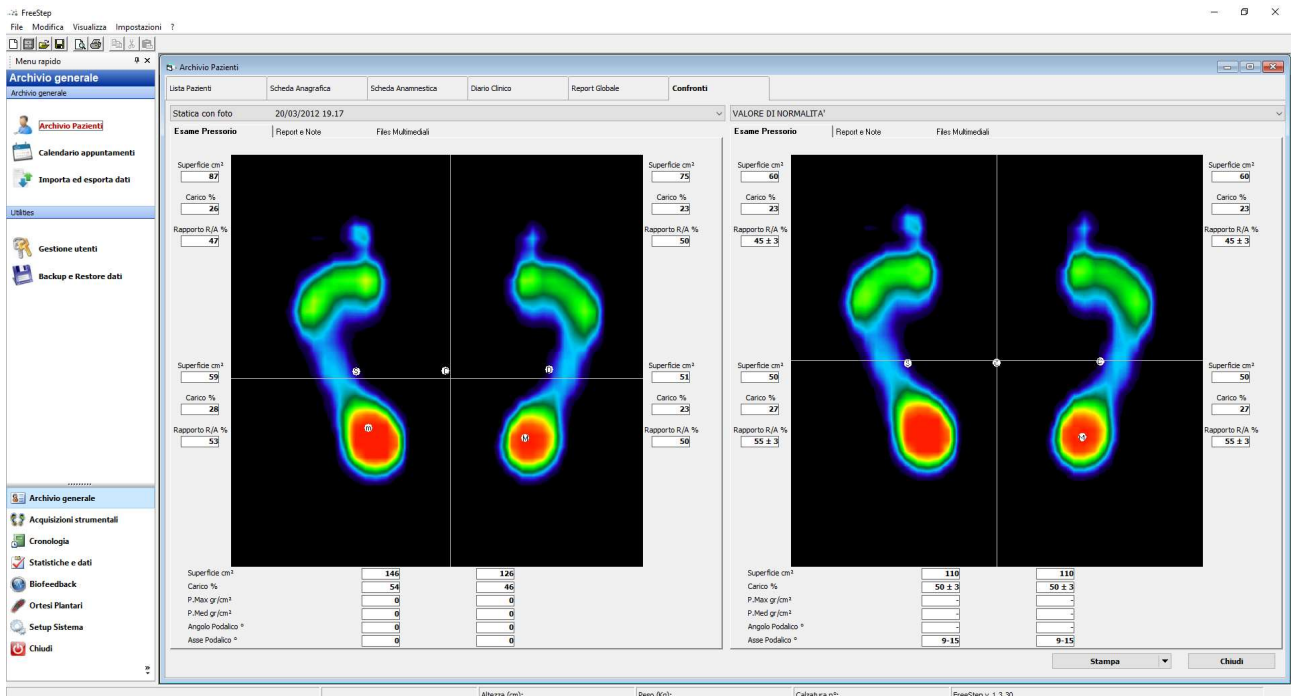 FreeStep
File Modifica Visualizza Impostazioni ?
Menu rapido
Archivio generale
Archivio generale
Archivio Pazienti
Calendario appuntamenti
Importa ed esporta dati
Utilities
Gestione utenti
Backup e Restore dati
Archivio generale
Acquisizioni strumentali
Cronologia
Statistiche e dati
Biofeedback
Ortesi Plantari
Setup Sistema
Chiudi
Archivio Pazienti
Lista Pazienti Scheda Anagrafica Scheda Anamnestica Diario Clinico Report Globale Confronti
Statica con foto 20/03/2012 19.17
Esame Pressorio Report e Note Files Multimediali
Superficie cm² Superficie cm²
87 75
Carico % Carico %
26 23
Rapporto R/A % Rapporto R/A %
47 50
S C D
Superficie cm² Superficie cm²
59 51
Carico % Carico %
28 23
Rapporto R/A % Rapporto R/A %
53 50
m M
Superficie cm² 146 126
Carico % 54 46
P.Max gr/cm² 0 0
P.Med gr/cm² 0 0
Angolo Podalico ° 0 0
Asse Podalico ° 0 0
VALORE DI NORMALITA'
Esame Pressorio Report e Note Files Multimediali
Superficie cm² Superficie cm²
60 60
Carico % Carico %
23 23
Rapporto R/A % Rapporto R/A %
45 ± 3 45 ± 3
Superficie cm² Superficie cm²
50 50
Carico % Carico %
27 27
Rapporto R/A % Rapporto R/A %
55 ± 3 55 ± 3
M
Superficie cm² 110 110
Carico % 50 ± 3 50 ± 3
P.Max gr/cm² - -
P.Med gr/cm² - -
Angolo Podalico ° - -
Asse Podalico ° 9-15 9-15
Stampa Chiudi
Altezza (cm): Peso (Kg): Calzatura n°: FreeStep v. 1.3.30